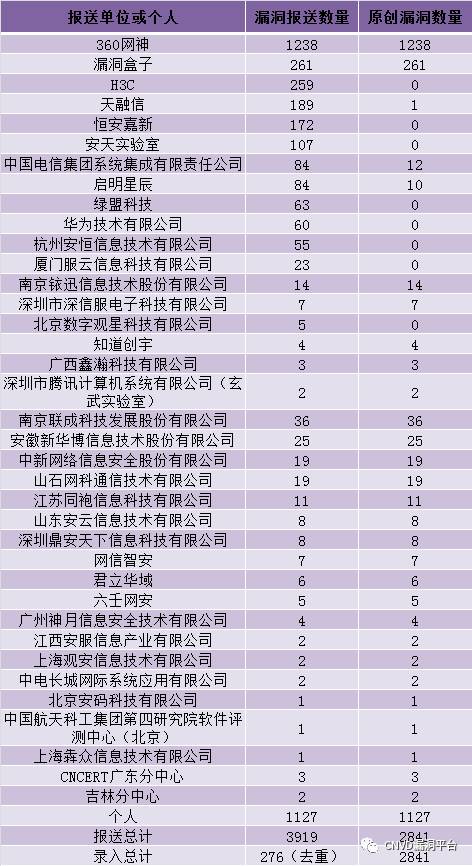 报送单位或个人 漏洞报送数量 原创漏洞数量
360网神 1238 1238
漏洞盒子 261 261
H3C 259 0
天融信 189 1
恒安嘉新 172 0
安天实验室 107 0
中国电信集团系统集成有限责任公司 84 12
启明星辰 84 10
绿盟科技 63 0
华为技术有限公司 60 0
杭州安恒信息技术有限公司 55 0
厦门服云信息科技有限公司 23 0
南京铱迅信息技术股份有限公司 14 14
深圳市深信服电子科技有限公司 7 7
北京数字观星科技有限公司 5 0
知道创宇 4 4
广西鑫瀚科技有限公司 3 3
深圳市腾讯计算机系统有限公司（玄
武实验室） 2 2
南京联成科技发展股份有限公司 36 36
安徽新华博信息技术股份有限公司 25 25
中新网络信息安全股份有限公司 19 19
山石网科通信技术有限公司 19 19
江苏同袍信息科技有限公司 11 11
山东安云信息技术有限公司 8 8
深圳鼎安天下信息科技有限公司 8 8
网信智安 7 7
君立华域 6 6
六壬网安 5 5
广州神月信息安全技术有限公司 4 4
江西安服信息产业有限公司 2 2
上海观安信息技术有限公司 2 2
中电长城网际系统应用有限公司 2 2
北京安码科技有限公司 1 1
中国航天科工集团第四研究院软件评
测中心（北京） 1 1
上海犇众信息技术有限公司 1 1
CNCERT广东分中心 3 3
吉林分中心 2 2
个人 1127 1127
报送总计 3919 2841
录入总计 276（去重） 2841
CNVD漏洞平台